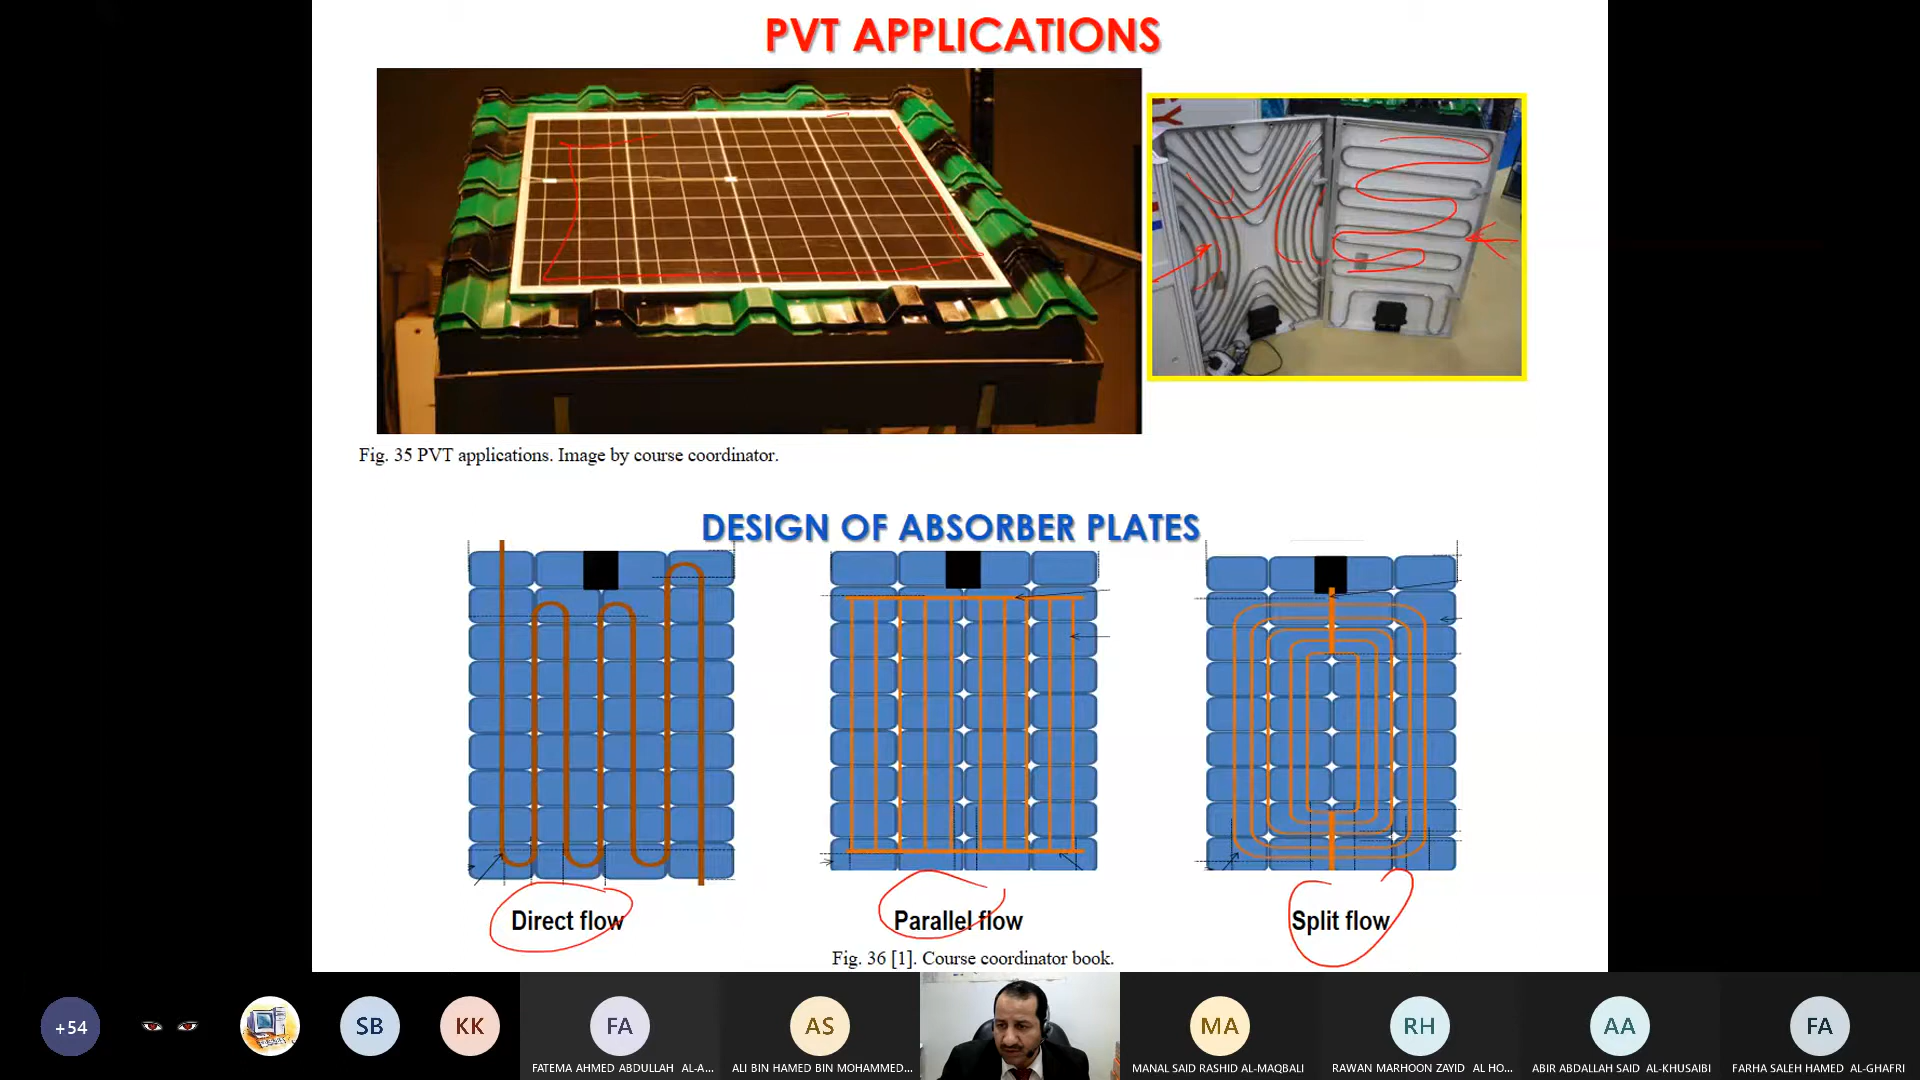 PVT APPLICATIONS
Fig. 35 PVT applications. Image by course coordinator.
DESIGN OF ABSORBER PLATES
Direct flow
Parallel flow
Split flow
Fig. 36 [1]. Course coordinator book.
+54
SB
KK
FA
AS
MA
RH
AA
FA
FATEMA AHMED ABDULLAH AL-A...
ALI BIN HAMED BIN MOHAMMED...
MANAL SAID RASHID AL-MAQBALI
RAWAN MARHOON ZAYID AL HO...
ABIR ABDALLAH SAID AL-KHUSAIBI
FARHA SALEH HAMED AL-GHAFRI